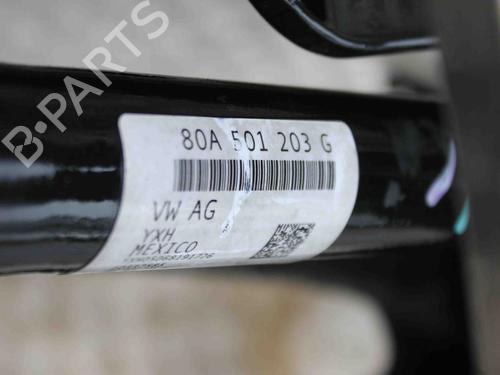 B-PARTS
80A 501 203 G
VW AG
YXH
MEXICO